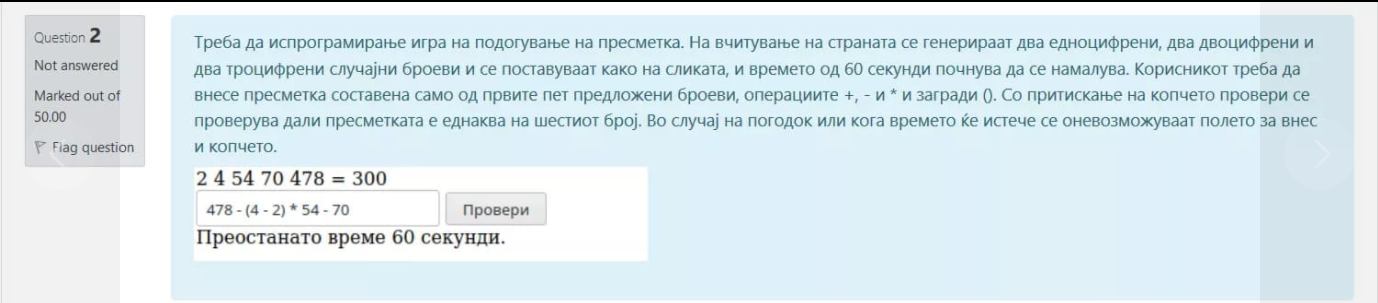 Question 2
Not answered
Marked out of
50.00
Flag question
Треба да испрограмирање игра на подогување на пресметка. На вчитување на страната се генерираат два едноцифрени, два двоцифрени и
два троцифрени случајни броеви и се поставуваат како на сликата, и времето од 60 секунди почнува да се намалува. Корисникот треба да
внесе пресметка составена само од првите пет предложени броеви, операциите +, - и * и загради (). Со притискање на копчето провери се
проверува дали пресметката е еднаква на шестиот број. Во случај на погодок или кога времето ќе истече се оневозможуваат полето за внес
и копчето.
2 4 54 70 478 = 300
478 - (4 - 2) * 54 - 70 Провери
Преостанато време 60 секунди.